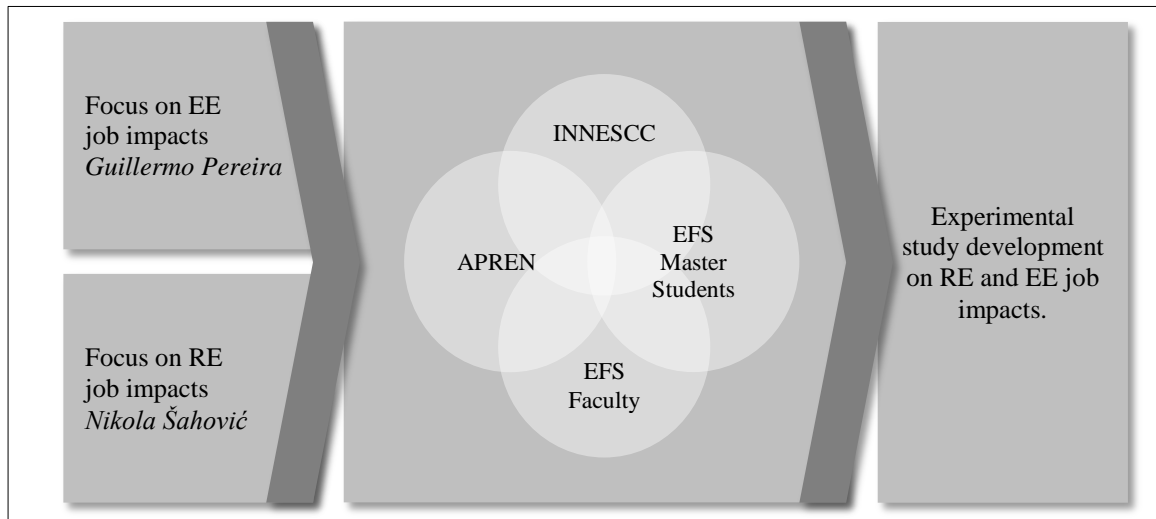 Focus on EE
job impacts
Guillermo Pereira
Focus on RE
job impacts
Nikola Šahović
INNESCC
APREN
EFS
Master
Students
EFS
Faculty
Experimental
study development
on RE and EE job
impacts.